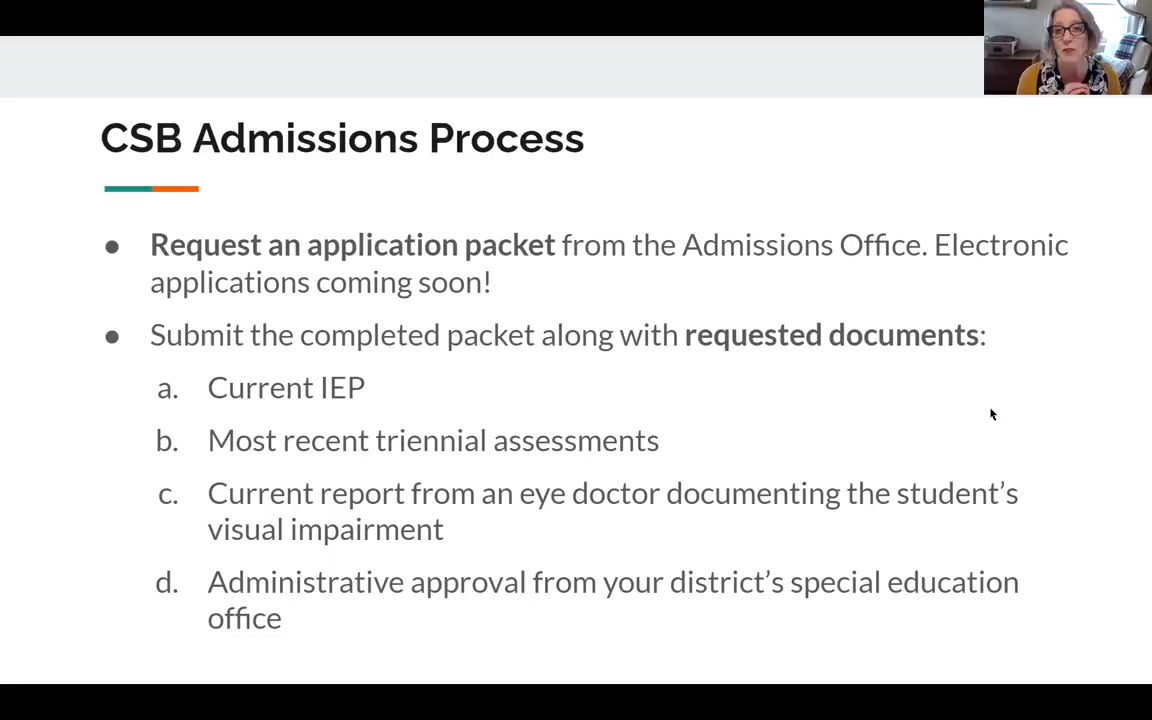 CSB Admissions Process
● Request an application packet from the Admissions Office. Electronic
applications coming soon!
● Submit the completed packet along with requested documents:
a. Current IEP
b. Most recent triennial assessments
c. Current report from an eye doctor documenting the student’s
visual impairment
d. Administrative approval from your district’s special education
office